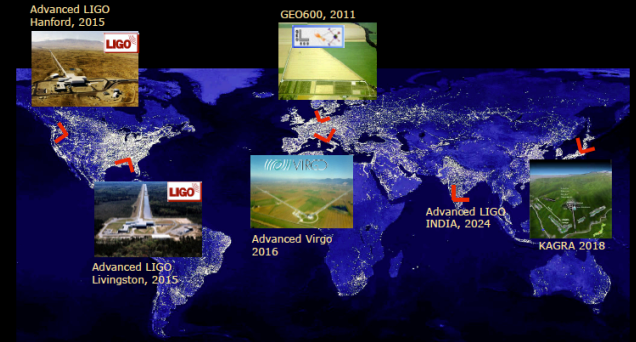 Advanced LIGO
Hanford, 2015
LIGO
GEO600, 2011
LIGO
Advanced LIGO
Livingston, 2015
((O))VIRGO
Advanced Virgo
2016
Advanced LIGO
INDIA, 2024
KAGRA 2018